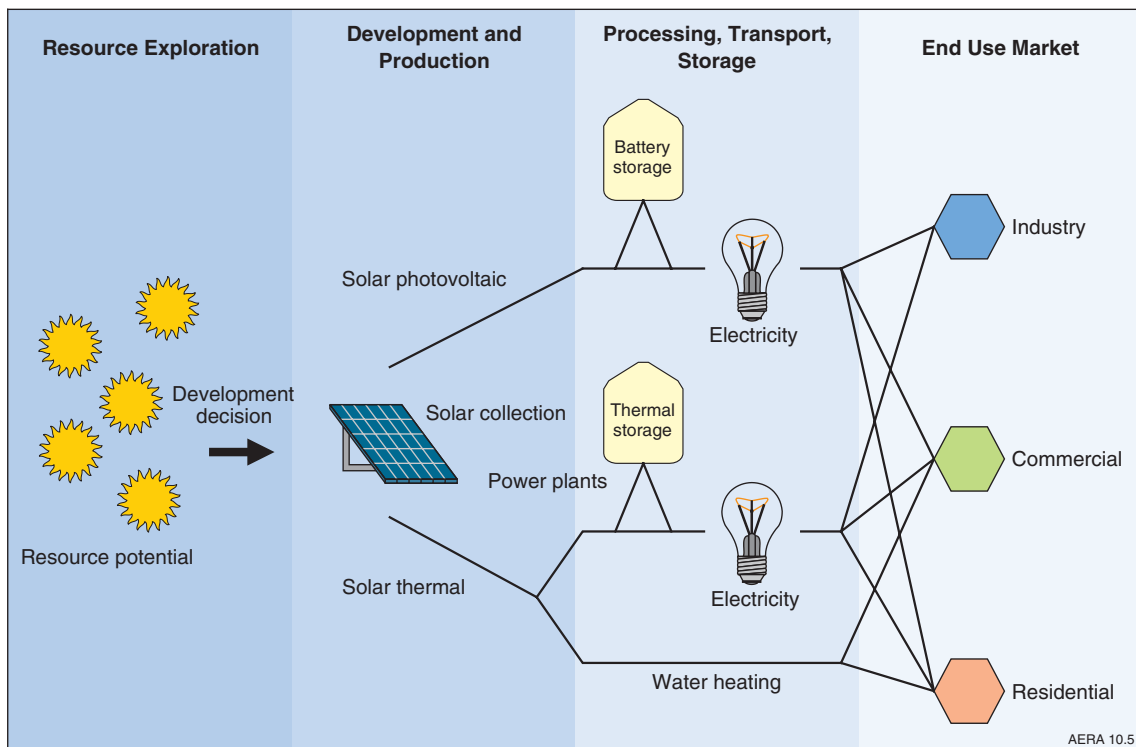 Resource Exploration
Development and
Production
Processing, Transport,
Storage
End Use Market
Battery
storage
Industry
Solar photovoltaic
Electricity
Development
decision
Solar collection
Thermal
storage
Commercial
Power plants
Resource potential
Solar thermal
Electricity
Water heating
Residential
AERA 10.5